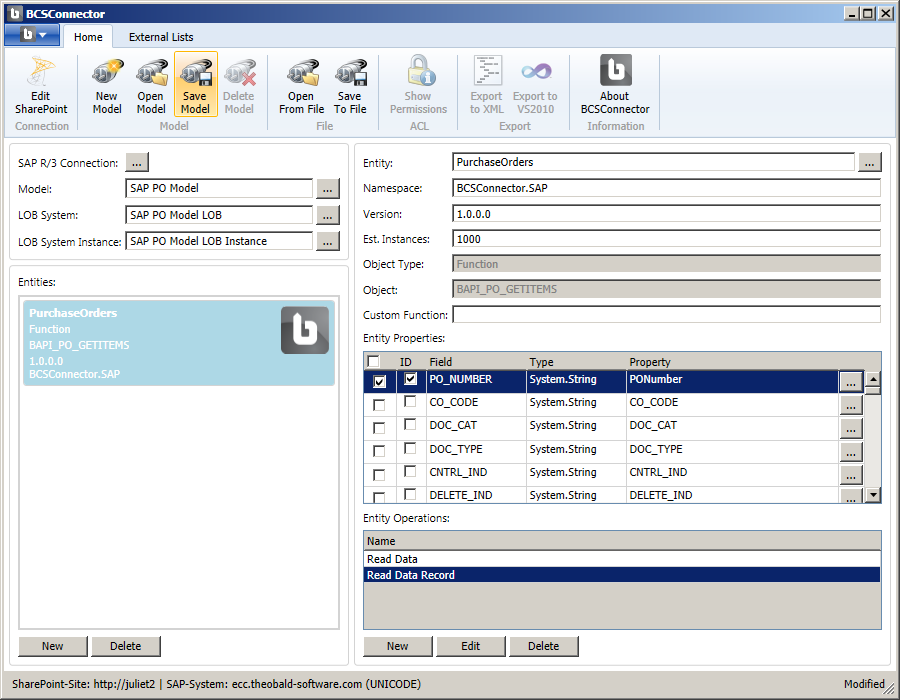 BCSConnector
Home External Lists
Edit SharePoint
New Model
Open Model
Save Model
Delete Model
Open From File
Save To File
Show Permissions
Export to XML
Export to VS2010
About BCSConnector
Connection Model File ACL Export Information
SAP R/3 Connection: ...
Model: SAP PO Model ...
LOB System: SAP PO Model LOB ...
LOB System Instance: SAP PO Model LOB Instance ...
Entities:
PurchaseOrders
Function
BAPI_PO_GETITEMS
1.0.0.0
BCSConnector.SAP
New Delete
Entity: PurchaseOrders ...
Namespace: BCSConnector.SAP
Version: 1.0.0.0
Est. Instances: 1000
Object Type: Function
Object: BAPI_PO_GETITEMS
Custom Function:
Entity Properties:
ID Field Type Property
PO_NUMBER System.String PONumber ...
CO_CODE System.String CO_CODE ...
DOC_CAT System.String DOC_CAT ...
DOC_TYPE System.String DOC_TYPE ...
CNTRL_IND System.String CNTRL_IND ...
DELETE_IND System.String DELETE_IND ...
Entity Operations:
Name
Read Data
Read Data Record
New Edit Delete
SharePoint-Site: http://juliet2 | SAP-System: ecc.theobald-software.com (UNICODE) Modified